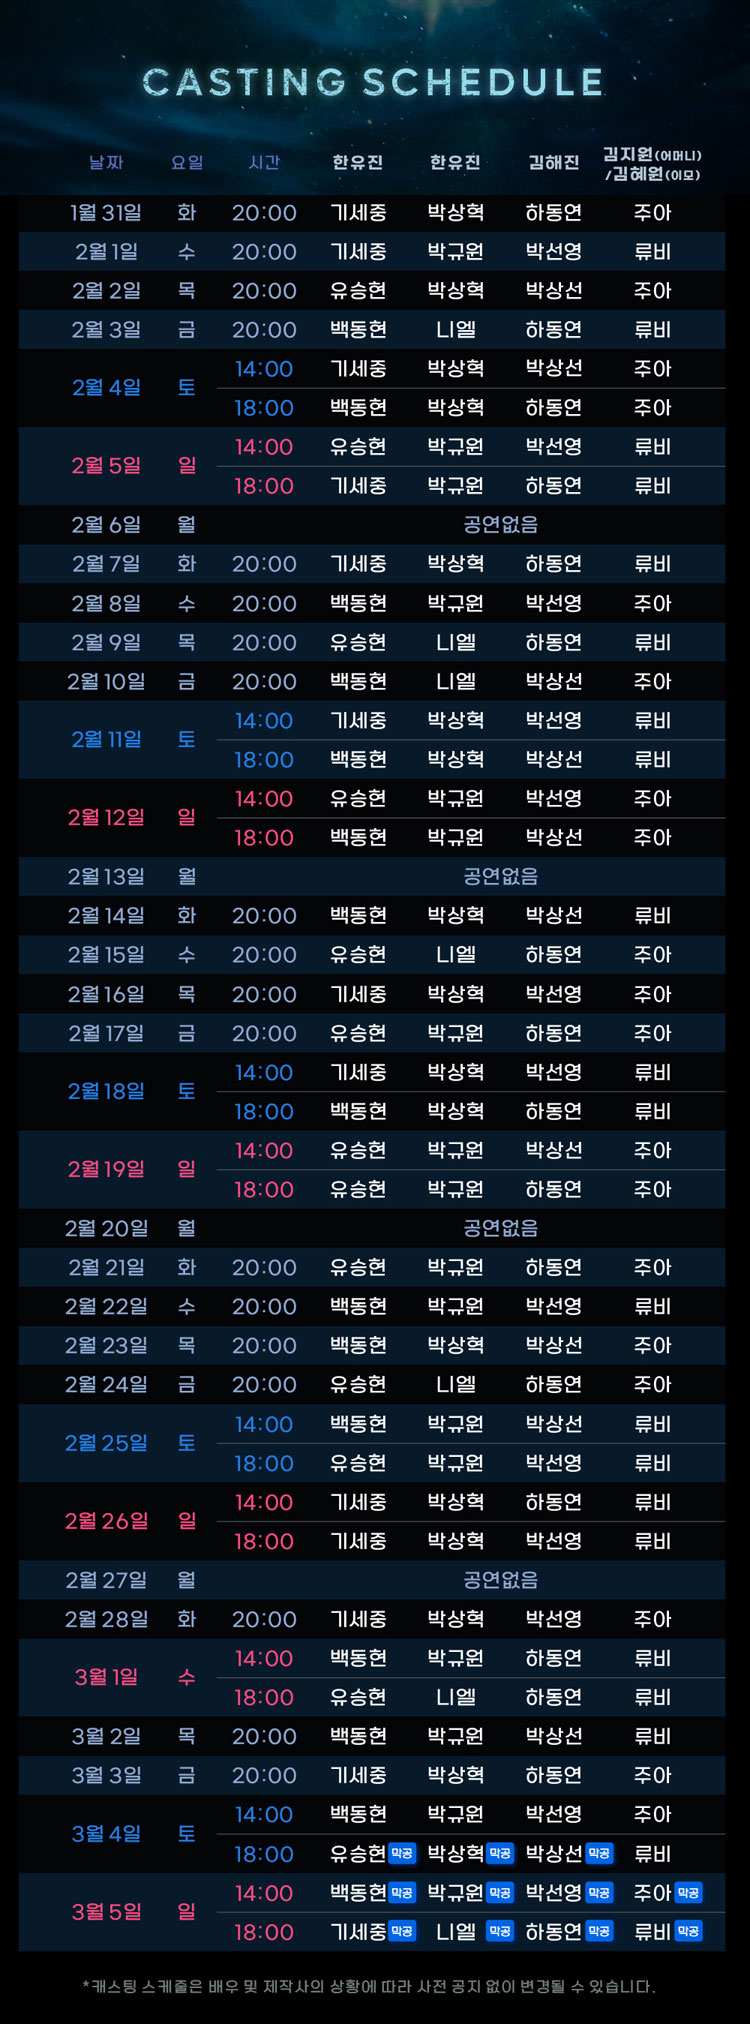 CASTING SCHEDULE
날짜 요일 시간 한유진 한유진 김해진 김지원(어머니)
/김혜원(이모)
1월 31일 화 20:00 기세중 박상혁 하동연 주아
2월 1일 수 20:00 기세중 박규원 박선영 류비
2월 2일 목 20:00 유승현 박상혁 박상선 주아
2월 3일 금 20:00 백동현 니엘 하동연 류비
2월 4일 토 14:00 기세중 박상혁 박상선 주아
18:00 백동현 박상혁 하동연 주아
2월 5일 일 14:00 유승현 박규원 박선영 류비
18:00 기세중 박규원 하동연 류비
2월 6일 월 공연없음
2월 7일 화 20:00 기세중 박상혁 하동연 류비
2월 8일 수 20:00 백동현 박규원 박선영 주아
2월 9일 목 20:00 유승현 니엘 하동연 류비
2월 10일 금 20:00 백동현 니엘 박상선 주아
2월 11일 토 14:00 기세중 박상혁 박선영 류비
18:00 백동현 박상혁 박상선 류비
2월 12일 일 14:00 유승현 박규원 박선영 주아
18:00 백동현 박규원 박상선 주아
2월 13일 월 공연없음
2월 14일 화 20:00 백동현 박상혁 박상선 류비
2월 15일 수 20:00 유승현 니엘 하동연 주아
2월 16일 목 20:00 기세중 박상혁 박선영 주아
2월 17일 금 20:00 유승현 박규원 하동연 주아
2월 18일 토 14:00 기세중 박상혁 박선영 류비
18:00 백동현 박상혁 하동연 류비
2월 19일 일 14:00 유승현 박규원 박상선 주아
18:00 유승현 박규원 하동연 주아
2월 20일 월 공연없음
2월 21일 화 20:00 유승현 박규원 하동연 주아
2월 22일 수 20:00 백동현 박규원 박선영 류비
2월 23일 목 20:00 백동현 박상혁 박상선 주아
2월 24일 금 20:00 유승현 니엘 하동연 주아
2월 25일 토 14:00 백동현 박규원 박상선 류비
18:00 유승현 박규원 박선영 류비
2월 26일 일 14:00 기세중 박상혁 하동연 류비
18:00 기세중 박상혁 박선영 류비
2월 27일 월 공연없음
2월 28일 화 20:00 기세중 박상혁 박선영 주아
3월 1일 수 14:00 백동현 박규원 하동연 류비
18:00 유승현 니엘 하동연 류비
3월 2일 목 20:00 백동현 박규원 박상선 류비
3월 3일 금 20:00 기세중 박상혁 하동연 주아
3월 4일 토 14:00 백동현 박규원 박선영 주아
18:00 유승현 막공 박상혁 막공 박상선 막공 류비
3월 5일 일 14:00 백동현 막공 박규원 막공 박선영 막공 주아 막공
18:00 기세중 막공 니엘 막공 하동연 막공 류비 막공
*캐스팅 스케줄은 배우 및 제작사의 상황에 따라 사전 공지 없이 변경될 수 있습니다.